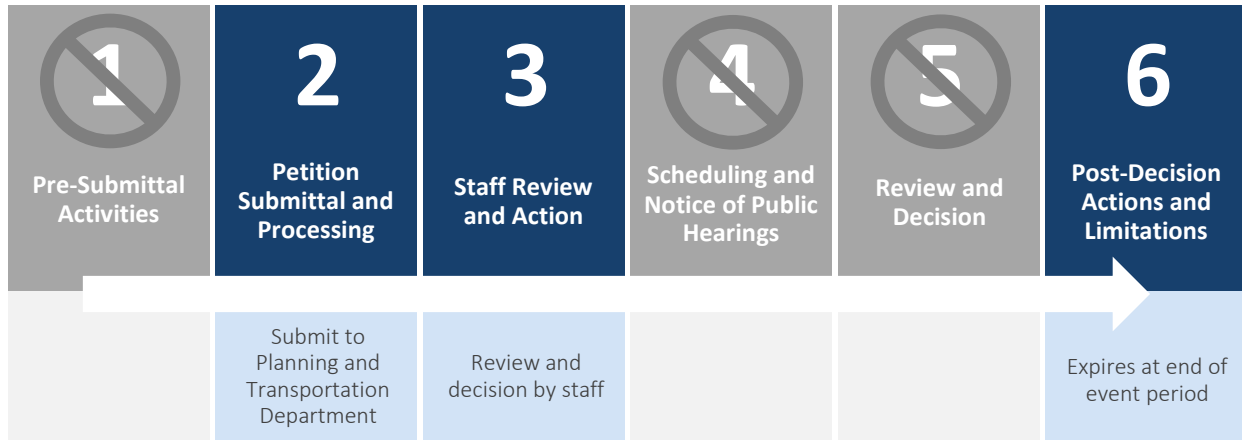 1
Pre-Submittal
Activities
2
Petition
Submittal and
Processing
Submit to
Planning and
Transportation
Department
3
Staff Review
and Action
Review and
decision by staff
4
Scheduling and
Notice of Public
Hearings
5
Review and
Decision
6
Post-Decision
Actions and
Limitations
Expires at end of
event period